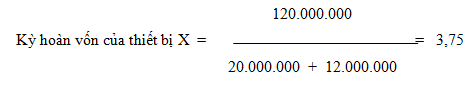 120.000.000
Kỳ hoàn vốn của thiết bị X = = 3,75
20.000.000 + 12.000.000